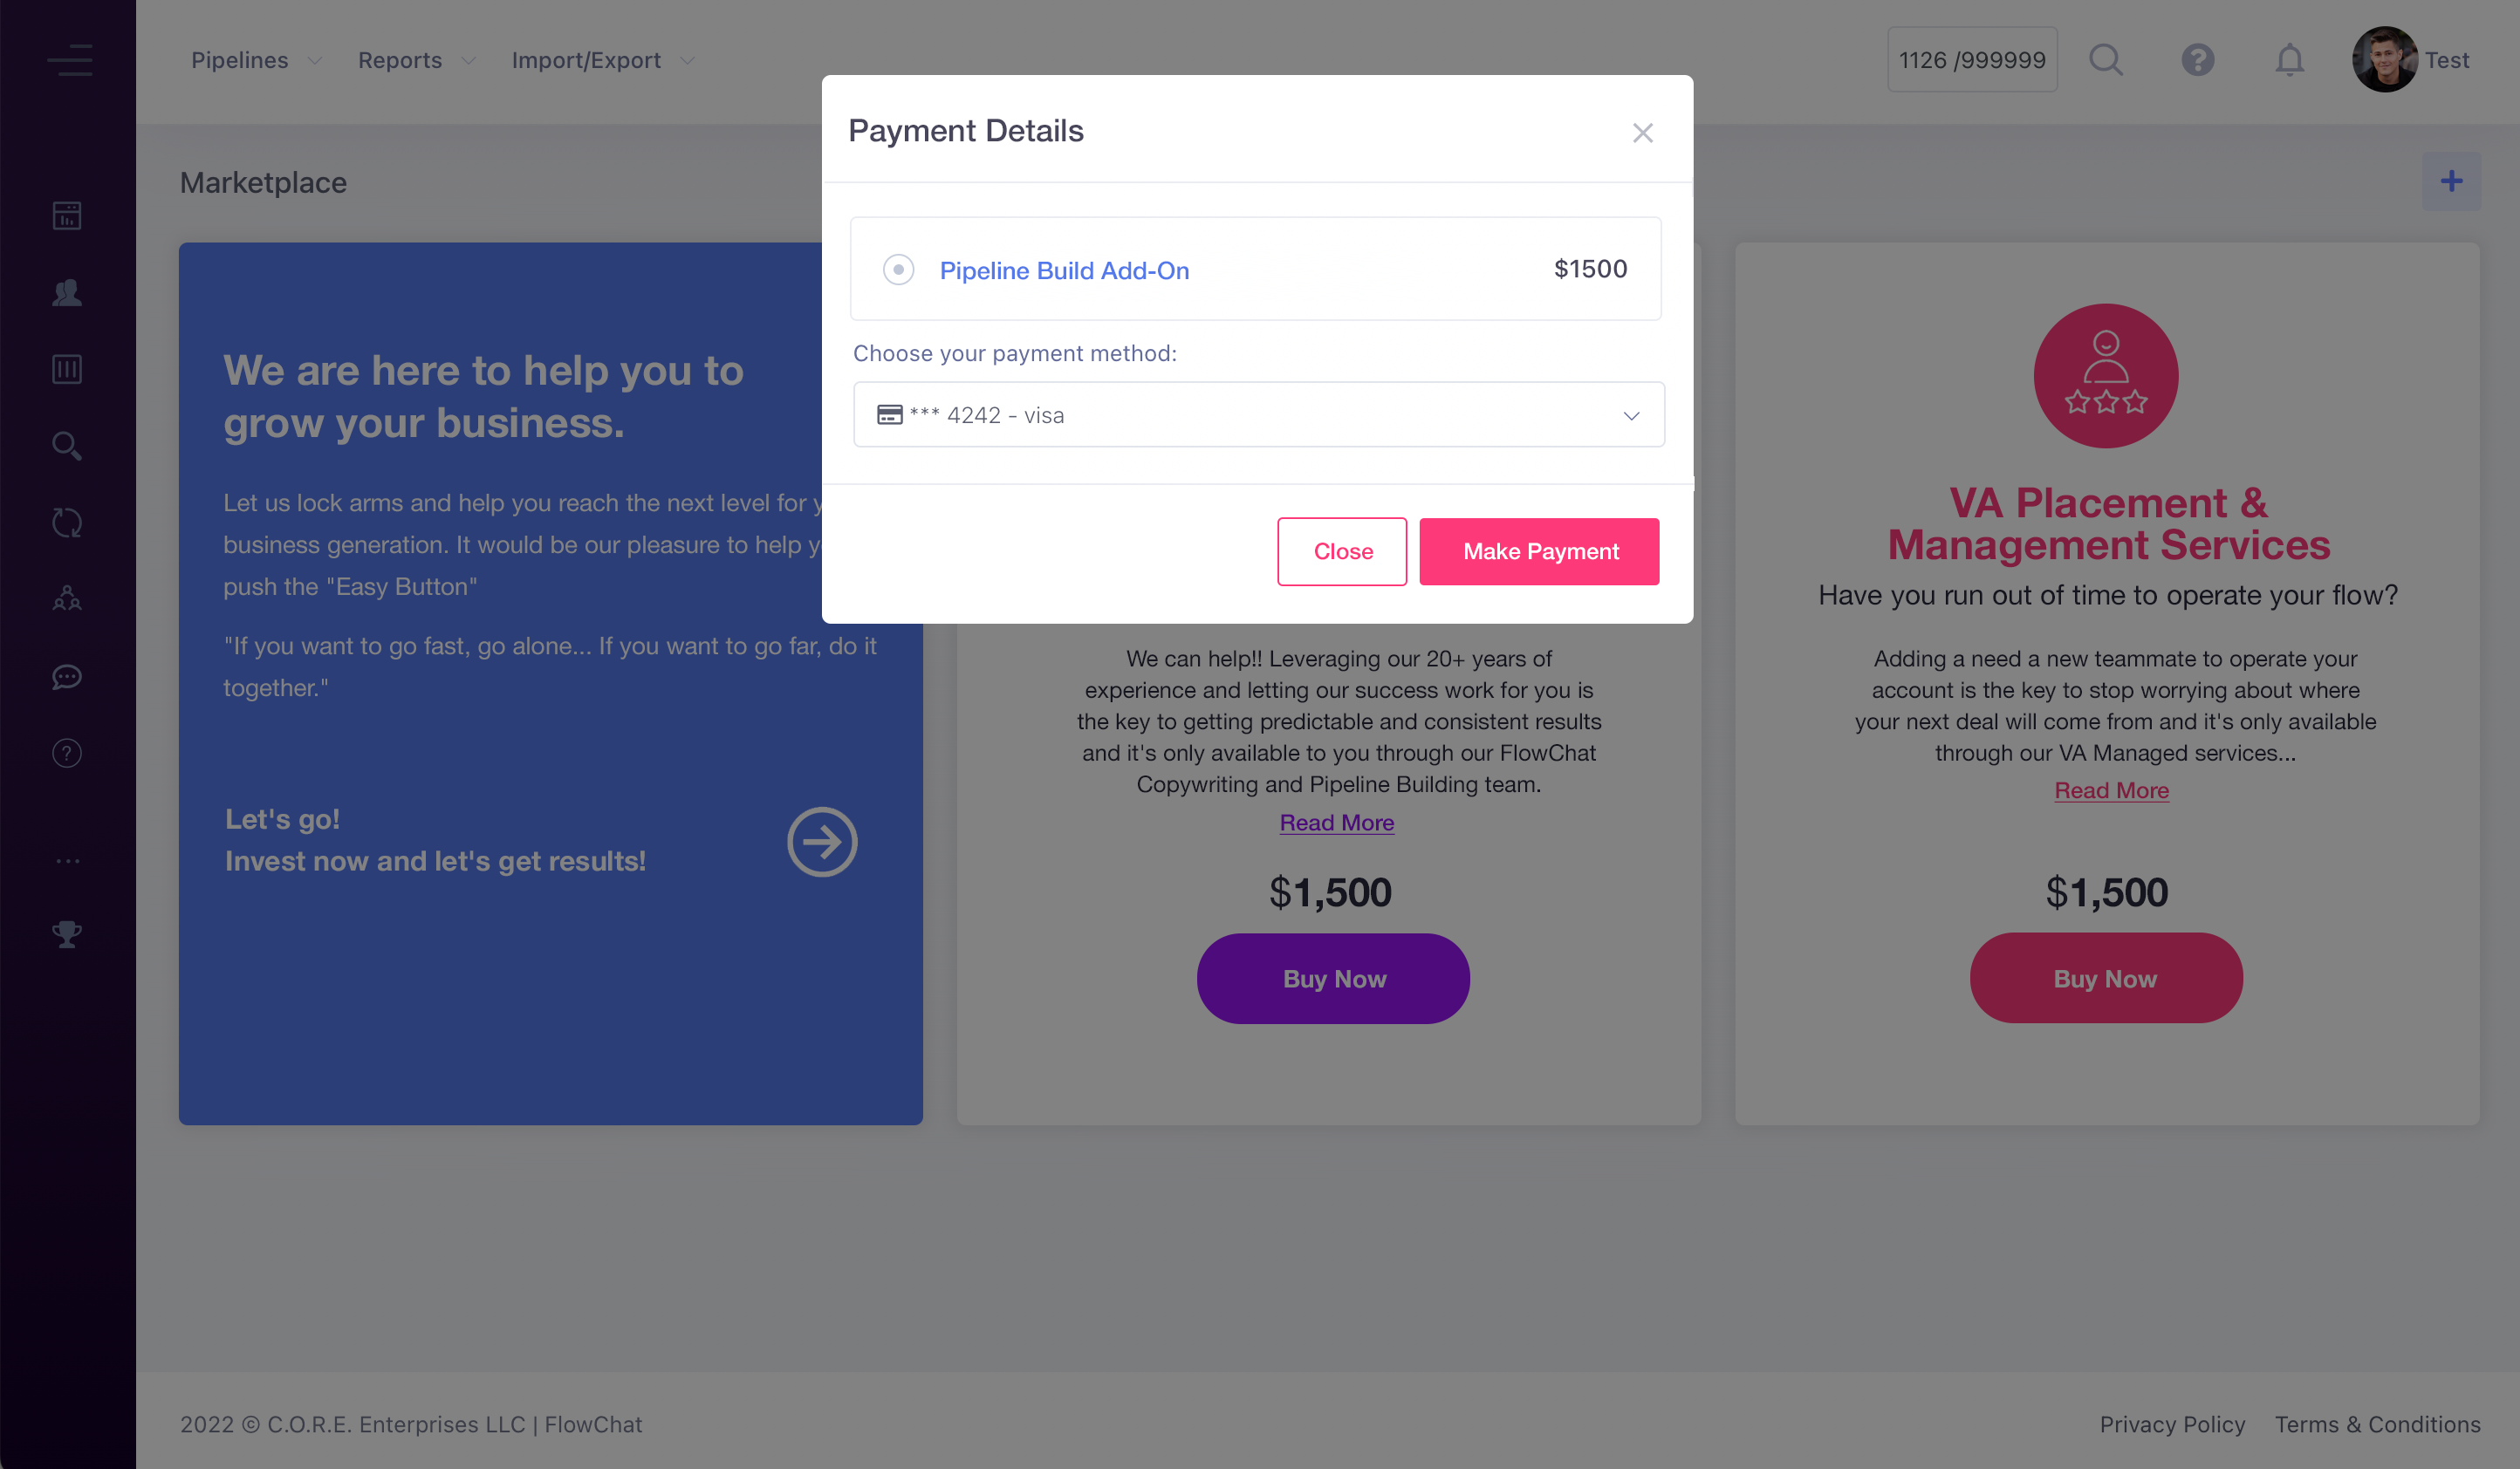 Pipelines
Reports
Import/Export
1126 /999999
Test
Payment Details
Marketplace
Pipeline Build Add-On
$1500
Choose your payment method:
*** 4242 - visa
Close
Make Payment
We are here to help you to
grow your business.
Let us lock arms and help you reach the next level for
business generation. It would be our pleasure to help
push the "Easy Button"
"If you want to go fast, go alone... If you want to go far, do it
together."
Let's go!
Invest now and let's get results!
We can help!! Leveraging our 20+ years of
experience and letting our success work for you is
the key to getting predictable and consistent results
and it's only available to you through our FlowChat
Copywriting and Pipeline Building team.
Read More
$1,500
Buy Now
VA Placement &
Management Services
Have you run out of time to operate your flow?
Adding a need a new teammate to operate your
account is the key to stop worrying about where
your next deal will come from and it's only available
through our VA Managed services...
Read More
$1,500
Buy Now
2022 © C.O.R.E. Enterprises LLC | FlowChat
Privacy Policy
Terms & Conditions